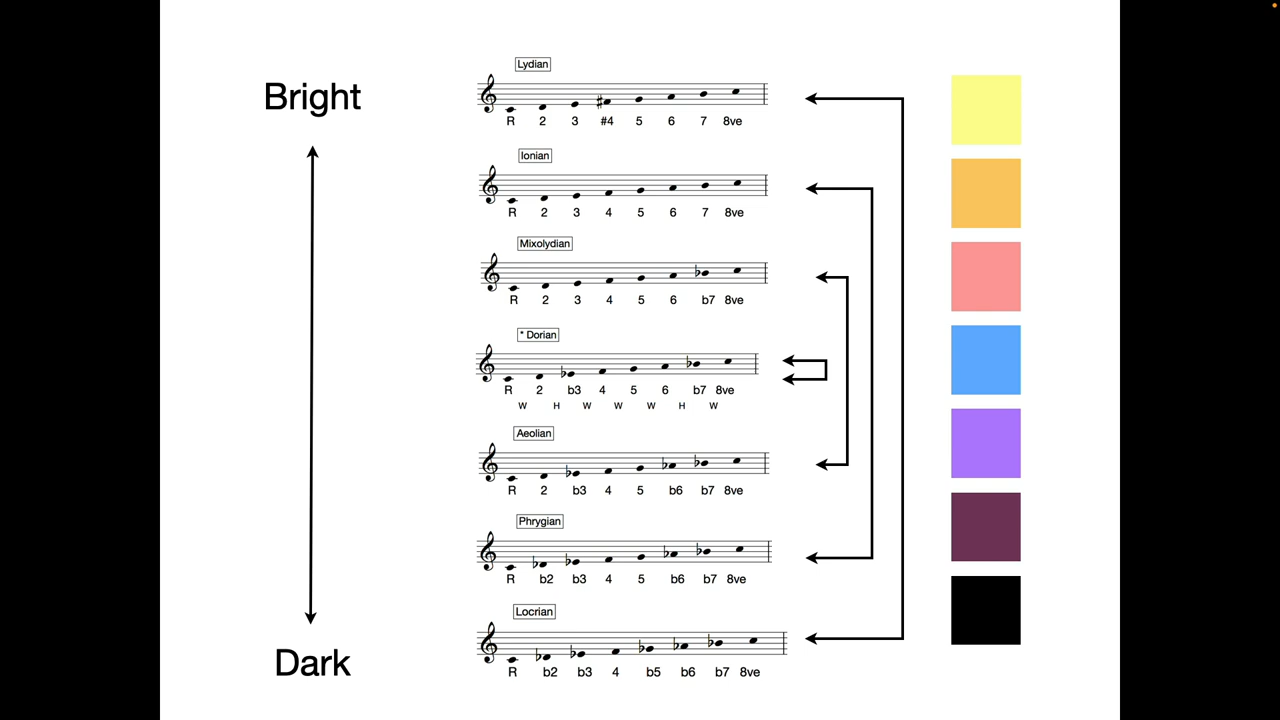 Bright
Lydian
R 2 3 #4 5 6 7 8ve
Ionian
R 2 3 4 5 6 7 8ve
Mixolydian
R 2 3 4 5 6 b7 8ve
* Dorian
R 2 b3 4 5 6 b7 8ve
W H W W W H W
Aeolian
R 2 b3 4 5 b6 b7 8ve
Phrygian
R b2 b3 4 5 b6 b7 8ve
Locrian
R b2 b3 4 b5 b6 b7 8ve
Dark